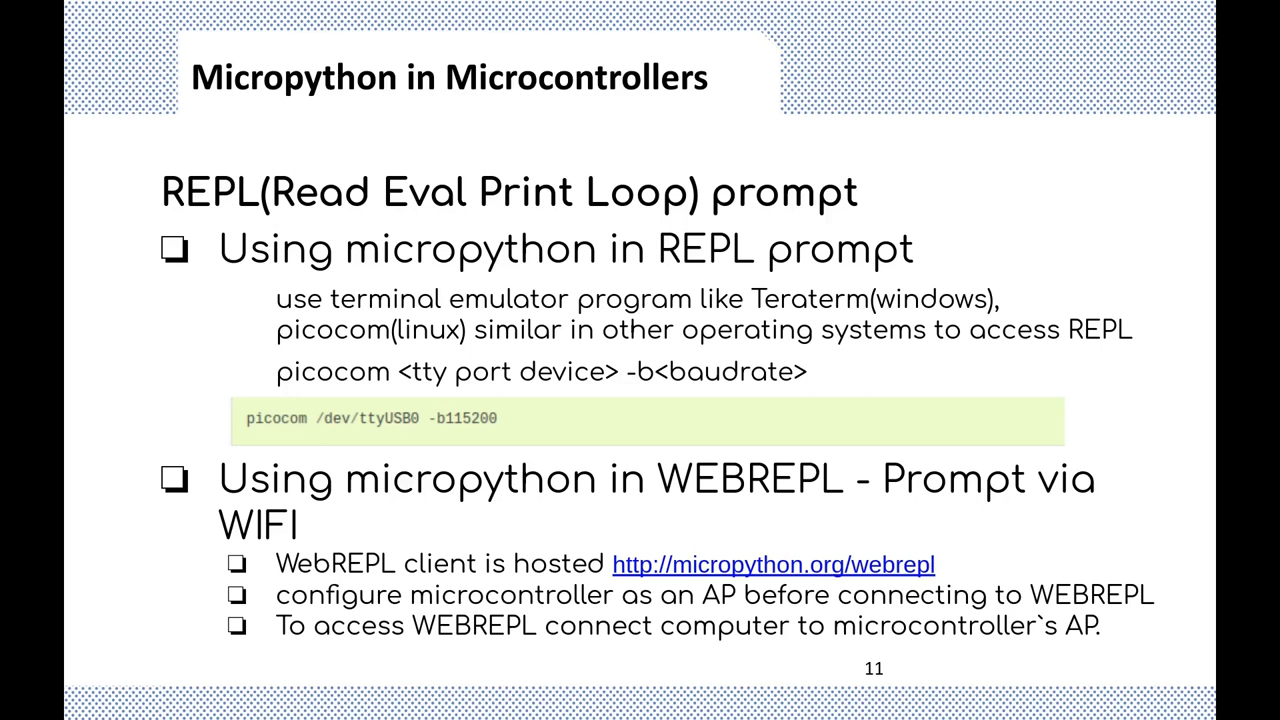 Micropython in Microcontrollers
REPL(Read Eval Print Loop) prompt
❏ Using micropython in REPL prompt
use terminal emulator program like Teraterm(windows),
picocom(linux) similar in other operating systems to access REPL
picocom <tty port device> -b<baudrate>
picocom /dev/ttyUSB0 -b115200
❏ Using micropython in WEBREPL - Prompt via
WIFI
❏ WebREPL client is hosted http://micropython.org/webrepl
❏ configure microcontroller as an AP before connecting to WEBREPL
❏ To access WEBREPL connect computer to microcontroller`s AP.
11